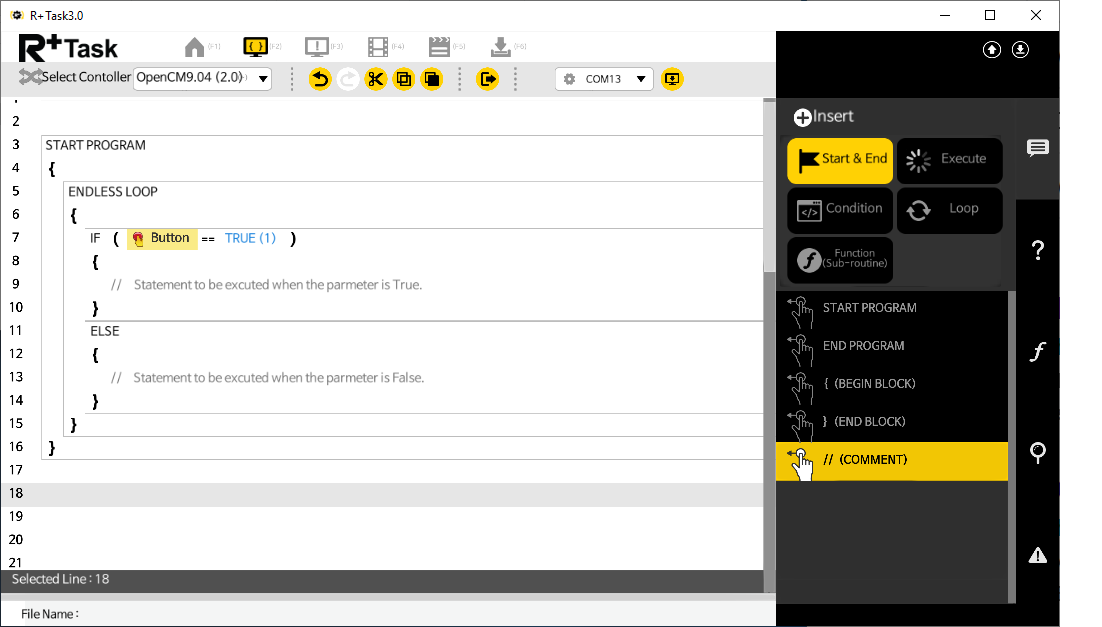 R+ Task3.0
R+Task
(F1)
(F2)
(F3)
(F4)
(F5)
(F6)
Select Contoller
OpenCM9.04 (2.0)
COM13
2
3 START PROGRAM
4 {
5 ENDLESS LOOP
6 {
7 IF ( Button == TRUE (1) )
8 {
9 // Statement to be excuted when the parmeter is True.
10 }
11 ELSE
12 {
13 // Statement to be excuted when the parmeter is False.
14 }
15 }
16 }
17
18
19
20
21
Selected Line : 18
File Name :
Insert
Start & End
Execute
Condition
Loop
Function
(Sub-routine)
START PROGRAM
END PROGRAM
{ (BEGIN BLOCK)
} (END BLOCK)
// (COMMENT)